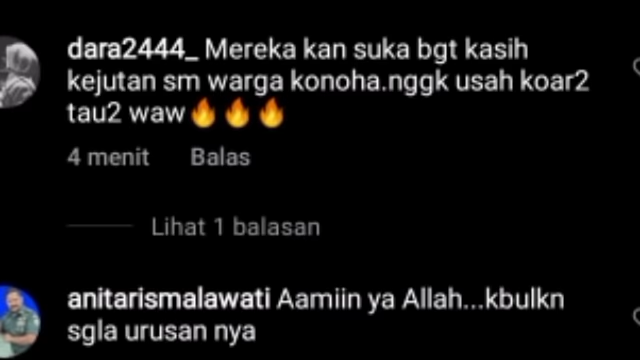 dara2444_ Mereka kan suka bgt kasih
kejutan sm warga konoha.nggk usah koar2
tau2 waw🔥🔥🔥
4 menit Balas
Lihat 1 balasan
anitarismalawati Aamiin ya Allah...kbulkn
sgla urusan nya